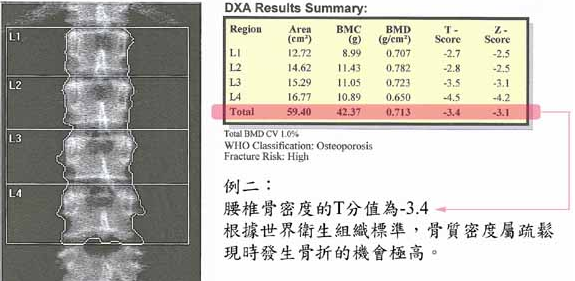 L1
L2
L3
L4
DXA Results Summary:
Region Area (cm²) BMC (g) BMD (g/cm²) T - Score Z - Score
L1 12.72 8.99 0.707 -2.7 -2.5
L2 14.62 11.43 0.782 -2.8 -2.5
L3 15.29 11.05 0.723 -3.5 -3.1
L4 16.77 10.89 0.650 -4.5 -4.2
Total 59.40 42.37 0.713 -3.4 -3.1
Total BMD CV 1.0%
WHO Classification: Osteoporosis
Fracture Risk: High
例二：
腰椎骨密度的T分值為-3.4
根據世界衛生組織標準，骨質密度屬疏鬆
現時發生骨折的機會極高。